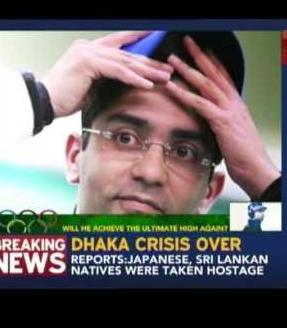 WILL HE ACHIEVE THE ULTIMATE HIGH AGAIN?
BREAKING
NEWS
DHAKA CRISIS OVER
REPORTS:JAPANESE, SRI LANKAN
NATIVES WERE TAKEN HOSTAGE